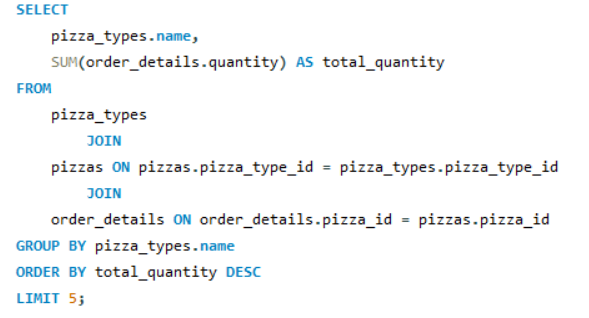 SELECT
pizza_types.name,
SUM(order_details.quantity) AS total_quantity
FROM
pizza_types
JOIN
pizzas ON pizzas.pizza_type_id = pizza_types.pizza_type_id
JOIN
order_details ON order_details.pizza_id = pizzas.pizza_id
GROUP BY pizza_types.name
ORDER BY total_quantity DESC
LIMIT 5;